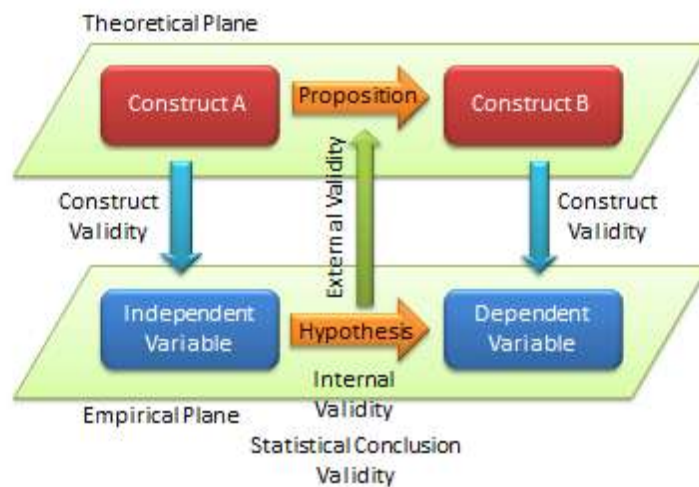 Theoretical Plane
Construct A
Proposition
Construct B
Construct
Validity
External Validity
Construct
Validity
Independent
Variable
Hypothesis
Dependent
Variable
Internal
Validity
Empirical Plane
Statistical Conclusion
Validity